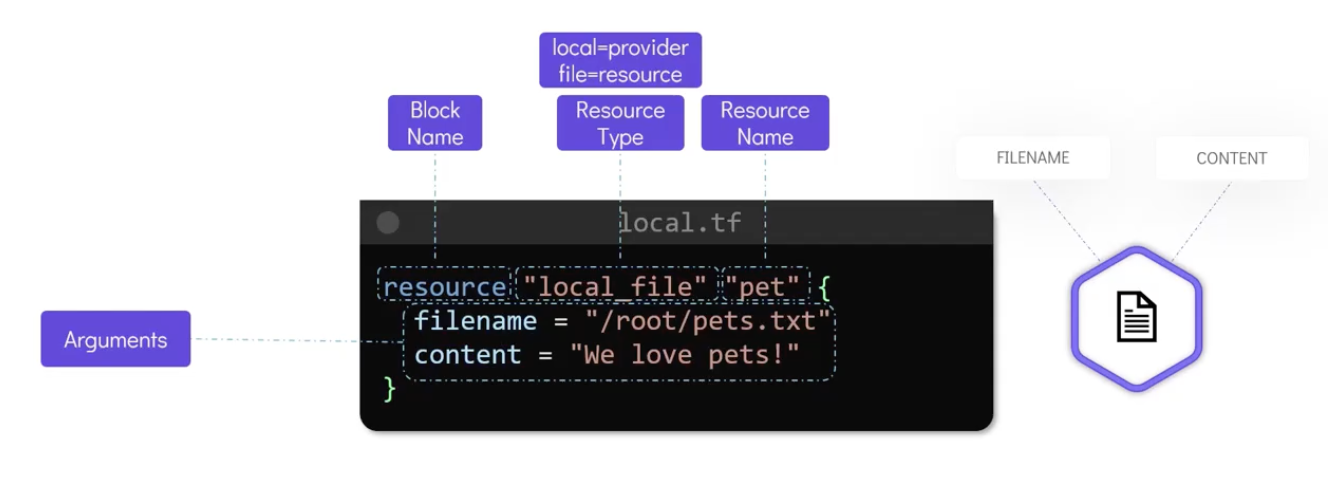 local=provider
file=resource
Block
Name
Resource
Type
Resource
Name
FILENAME
CONTENT
local.tf
resource "local_file" "pet" {
filename = "/root/pets.txt"
Arguments
content = "We love pets!"
}